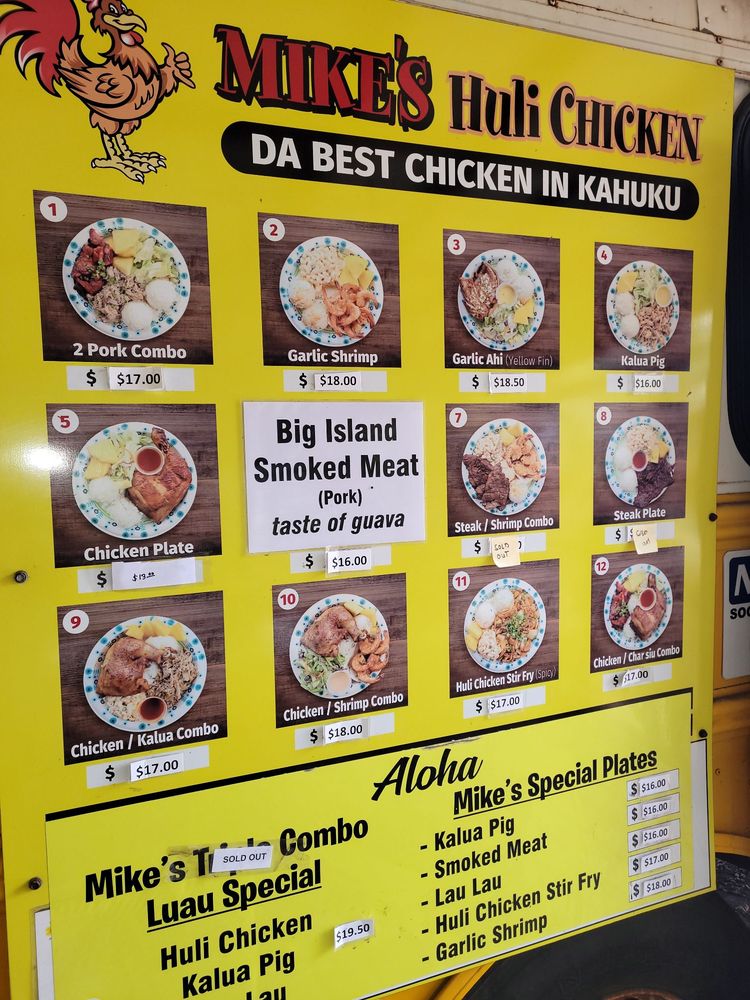 MIKE'S Huli CHICKEN
DA BEST CHICKEN IN KAHUKU
1
2 Pork Combo
$ $17.00
2
Garlic Shrimp
$ $18.00
3
Garlic Ahi (Yellow Fin)
$ $18.50
4
Kalua Pig
$ $16.00
5
Chicken Plate
$
Big Island
Smoked Meat
(Pork)
taste of guava
$ $16.00
7
Steak / Shrimp Combo
$
SOLD
OUT
8
Steak Plate
$
9
Chicken / Kalua Combo
$ $17.00
10
Chicken / Shrimp Combo
$ $18.00
11
Huli Chicken Stir Fry (Spicy)
$ $17.00
12
Chicken / Char siu Combo
$ $17.00
Aloha
Mike's Triple Combo
SOLD OUT
Luau Special
Huli Chicken
Kalua Pig
Lau
$19.50
Mike's Special Plates
- Kalua Pig $ $16.00
- Smoked Meat $ $16.00
- Lau Lau $ $16.00
- Huli Chicken Stir Fry $ $17.00
- Garlic Shrimp $ $18.00